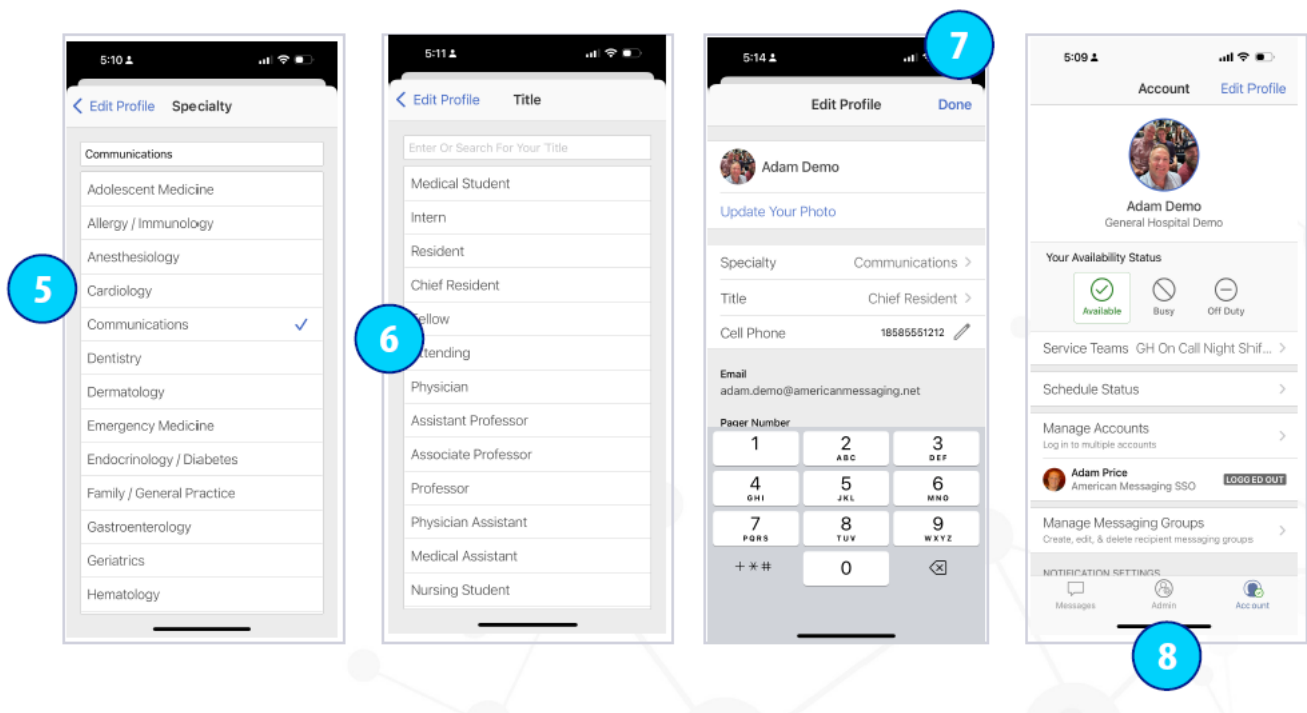 5:10
Edit Profile Specialty
Communications
Adolescent Medicine
Allergy / Immunology
Anesthesiology
Cardiology
Communications
Dentistry
Dermatology
Emergency Medicine
Endocrinology / Diabetes
Family / General Practice
Gastroenterology
Geriatrics
Hematology
5
5:11
Edit Profile Title
Enter Or Search For Your Title
Medical Student
Intern
Resident
Chief Resident
Fellow
Attending
Physician
Assistant Professor
Associate Professor
Professor
Physician Assistant
Medical Assistant
Nursing Student
6
7
5:14
Edit Profile Done
Adam Demo
Update Your Photo
Specialty Communications
Title Chief Resident
Cell Phone 18585551212
Email
adam.demo@americanmessaging.net
Pager Number
1 2 3
ABC DEF
4 5 6
GHI JKL MNO
7 8 9
PQRS TUV WXYZ
+*# 0
5:09
Account Edit Profile
Adam Demo
General Hospital Demo
Your Availability Status
Available Busy Off Duty
Service Teams GH On Call Night Shif...
Schedule Status
Manage Accounts
Log in to multiple accounts
Adam Price
American Messaging SSO LOGGED OUT
Manage Messaging Groups
Create, edit, & delete recipient messaging groups
NOTIFICATION SETTINGS
Messages Admin Account
8